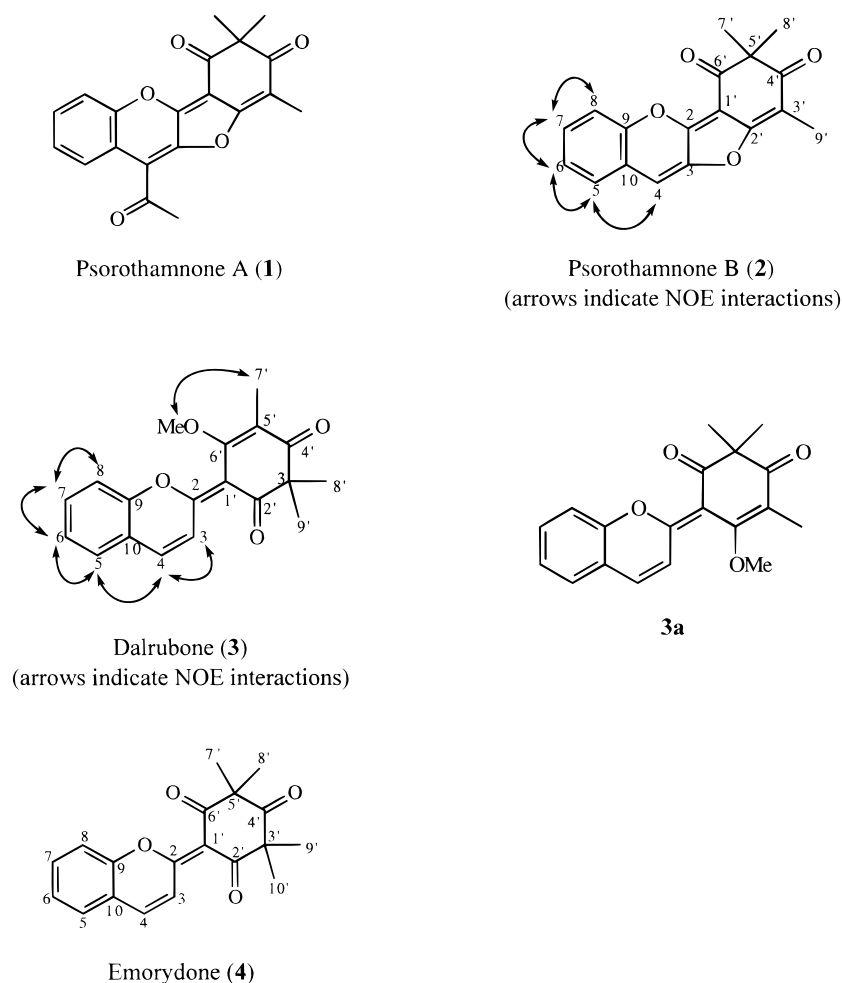 O O
O
O
O
Psorothamnone A (1)
7' 8'
5'
O 6' 4' O
8 1' 3'
O 2
7 9 2' 9'
O
6 10 3
5 4
Psorothamnone B (2)
(arrows indicate NOE interactions)
7'
MeO 5'
6' O
4'
8 O 2 3 8'
7 9 1' 2'
9'
6 10 3 O
5 4
Dalrubone (3)
(arrows indicate NOE interactions)
O O
O
OMe
3a
7' 8'
O 5' O
6' 4'
8 O 2 1' 3' 9'
7 9 2'
10'
6 10 3 O
5 4
Emorydone (4)